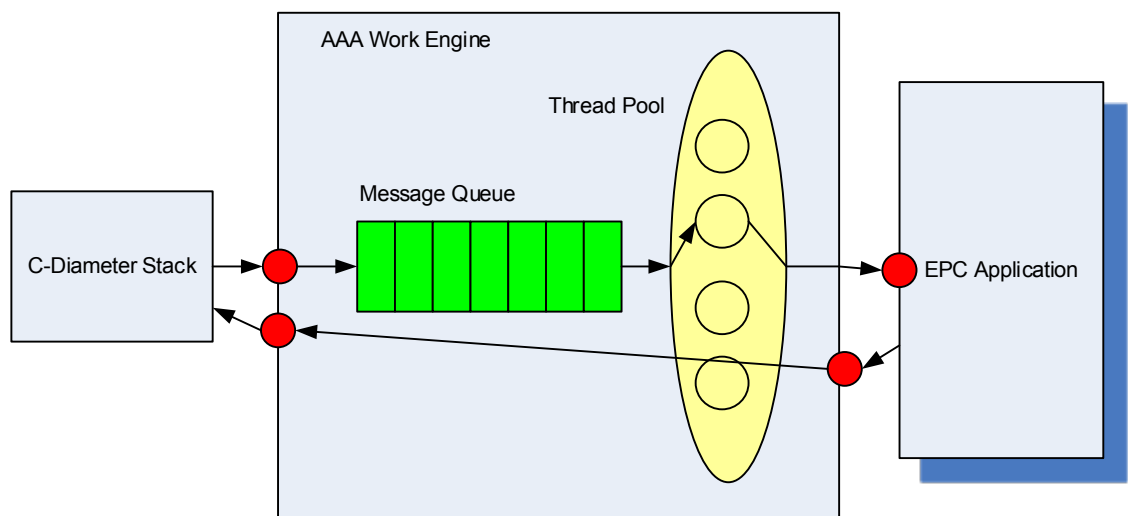 AAA Work Engine
Thread Pool
Message Queue
C-Diameter Stack
EPC Application